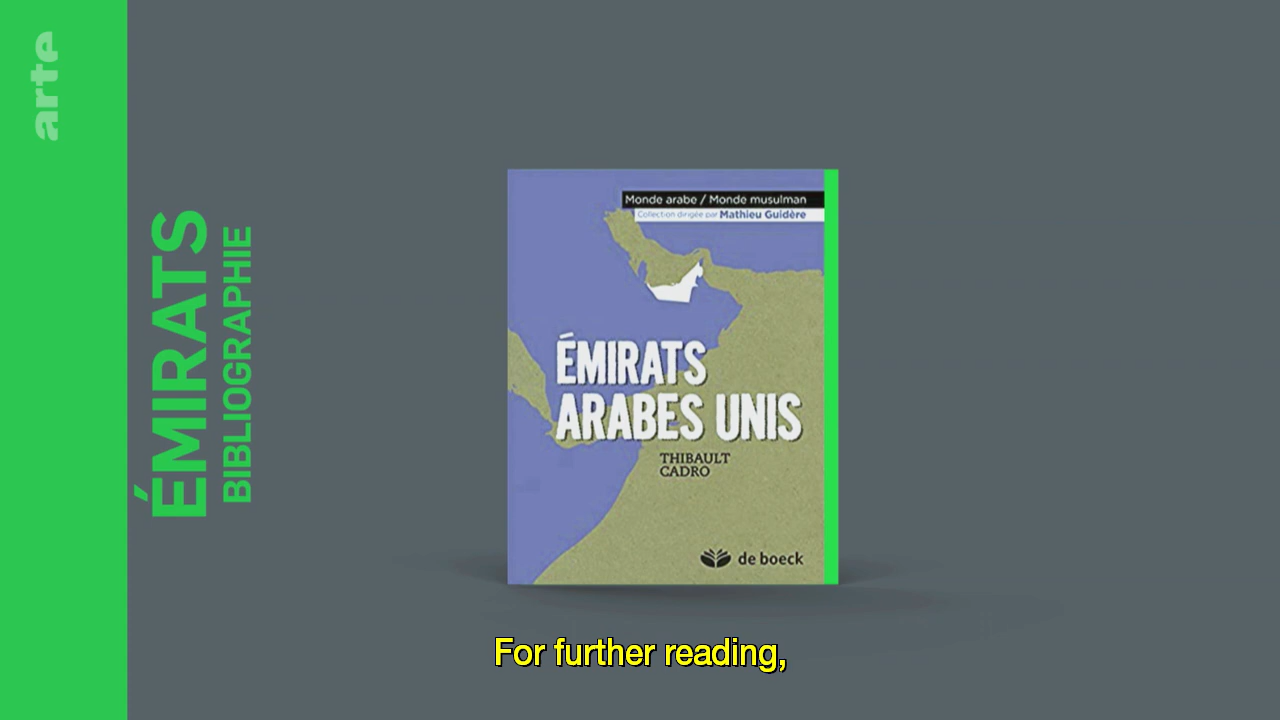 arte
ÉMIRATS
BIBLIOGRAPHIE
Monde arabe / Monde musulman
Collection dirigée par Mathieu Guidère
ÉMIRATS
ARABES UNIS
THIBAULT
CADRO
de boeck
For further reading,